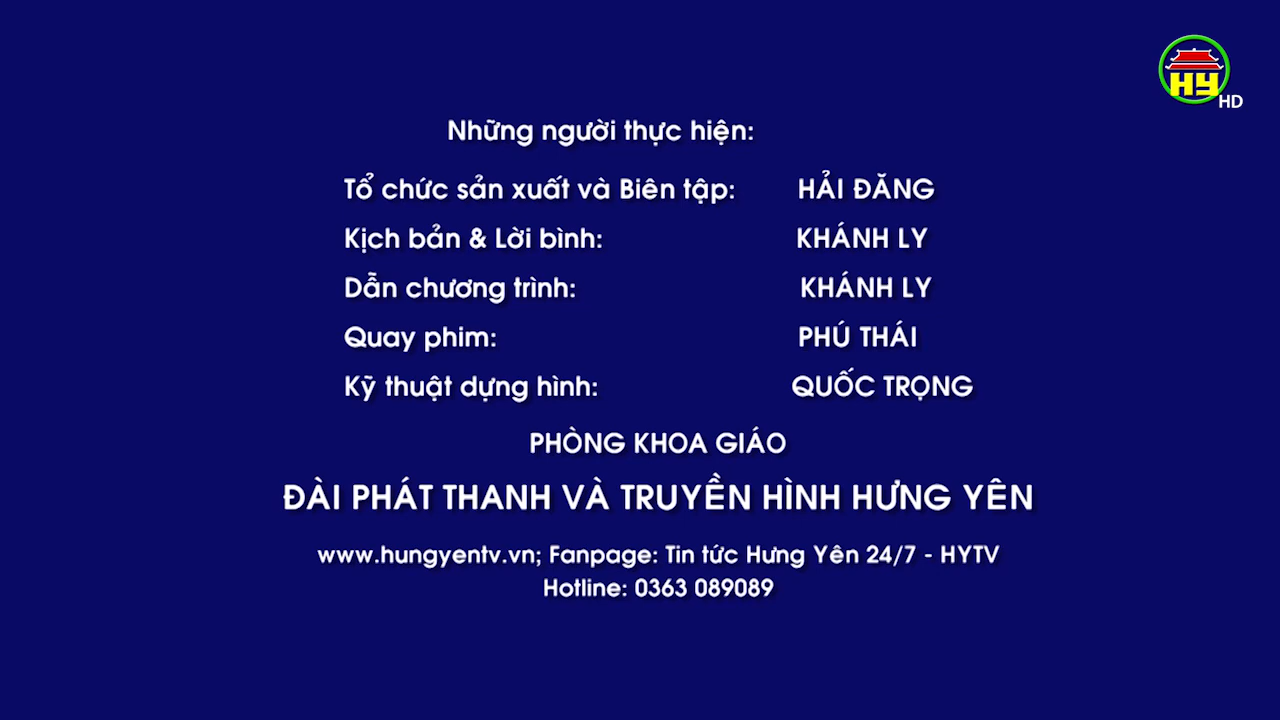 HY HD
Những người thực hiện:
Tổ chức sản xuất và Biên tập: HẢI ĐĂNG
Kịch bản & Lời bình: KHÁNH LY
Dẫn chương trình: KHÁNH LY
Quay phim: PHÚ THÁI
Kỹ thuật dựng hình: QUỐC TRỌNG
PHÒNG KHOA GIÁO
ĐÀI PHÁT THANH VÀ TRUYỀN HÌNH HƯNG YÊN
www.hungyentv.vn; Fanpage: Tin tức Hưng Yên 24/7 - HYTV
Hotline: 0363 089089